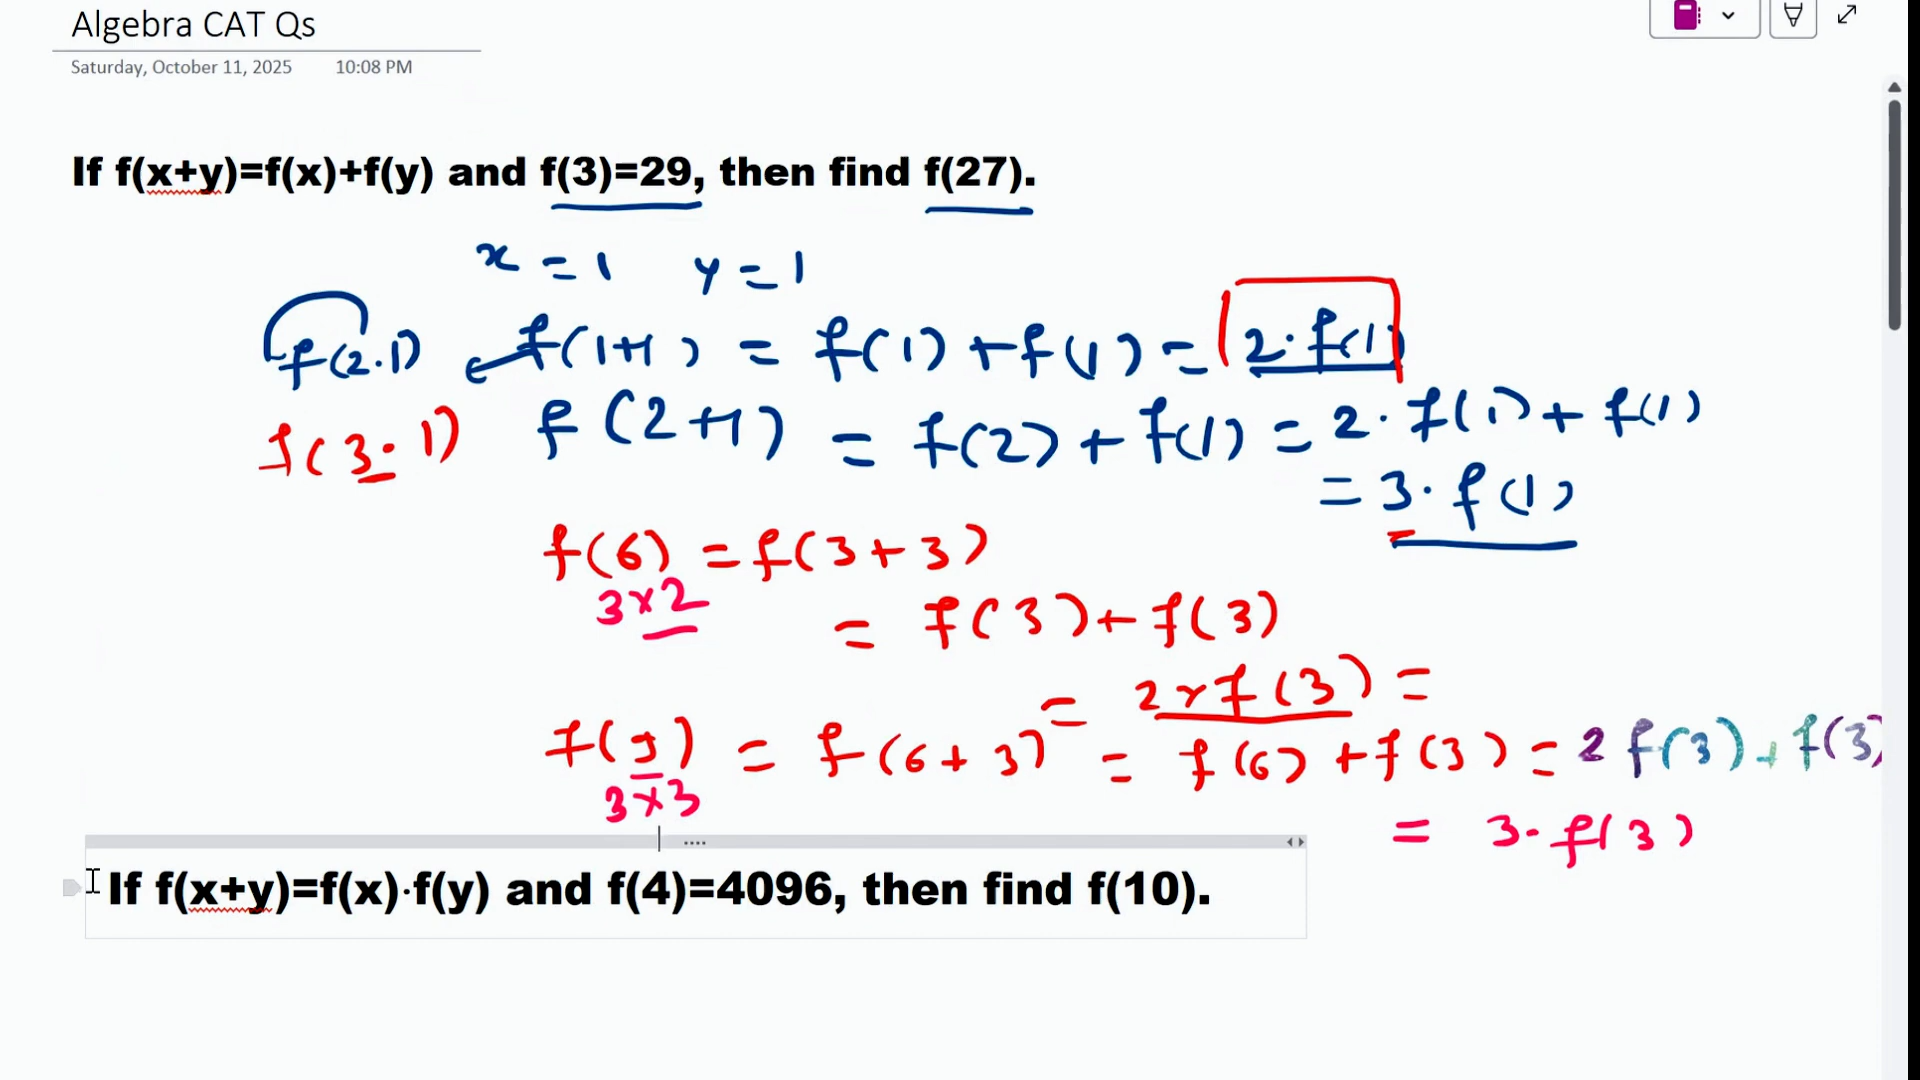 Algebra CAT Qs
Saturday, October 11, 2025 10:08 PM
If f(x+y)=f(x)+f(y) and f(3)=29, then find f(27).
x = 1 y = 1
f(2·1) f(1+1) = f(1) + f(1) = 2·f(1)
f(3·1) f(2+1) = f(2) + f(1) = 2·f(1) + f(1)
= 3·f(1)
f(6) = f(3+3)
3×2
= f(3) + f(3)
= 2×f(3) =
f(9) = f(6+3) = f(6) + f(3) = 2 f(3) + f(3)
3×3
= 3·f(3)
If f(x+y)=f(x)·f(y) and f(4)=4096, then find f(10).